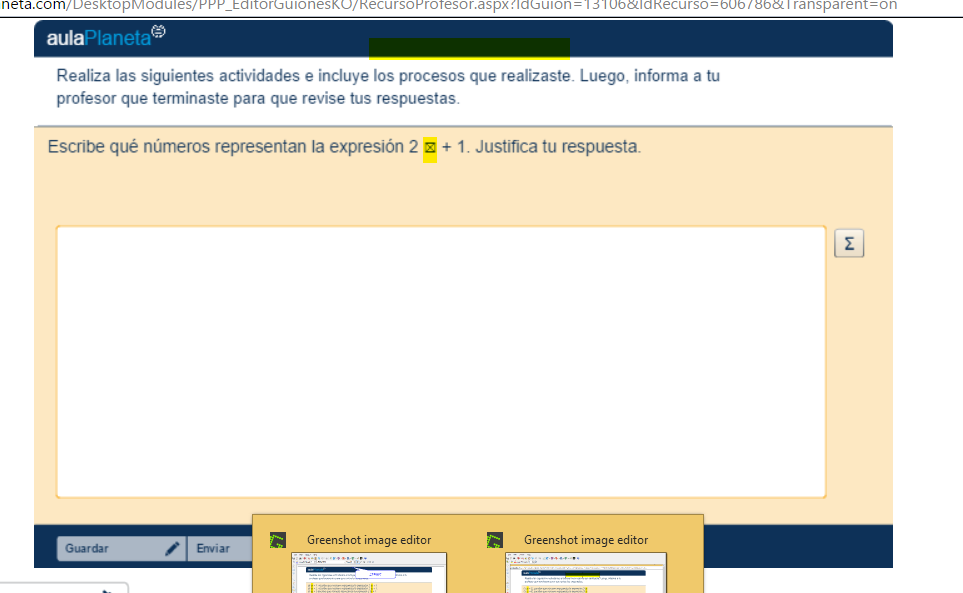 neta.com/DesktopModules/PPP_EditorGuionesKO/RecursoProfesor.aspx?IdGuion=13106&IdRecurso=606786&Transparent=on
aulaPlaneta
Realiza las siguientes actividades e incluye los procesos que realizaste. Luego, informa a tu
profesor que terminaste para que revise tus respuestas.
Escribe qué números representan la expresión 2 ☒ + 1. Justifica tu respuesta.
Σ
Guardar
Enviar
Greenshot image editor
Greenshot image editor